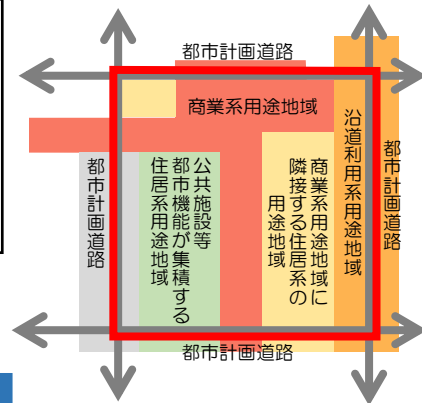 都市計画道路
商業系用途地域
沿道利用系用途地域
都市計画道路
商業系用途地域に
隣接する住居系の
用途地域
公共施設等
都市機能が集積する
住居系用途地域
都市計画道路
都市計画道路